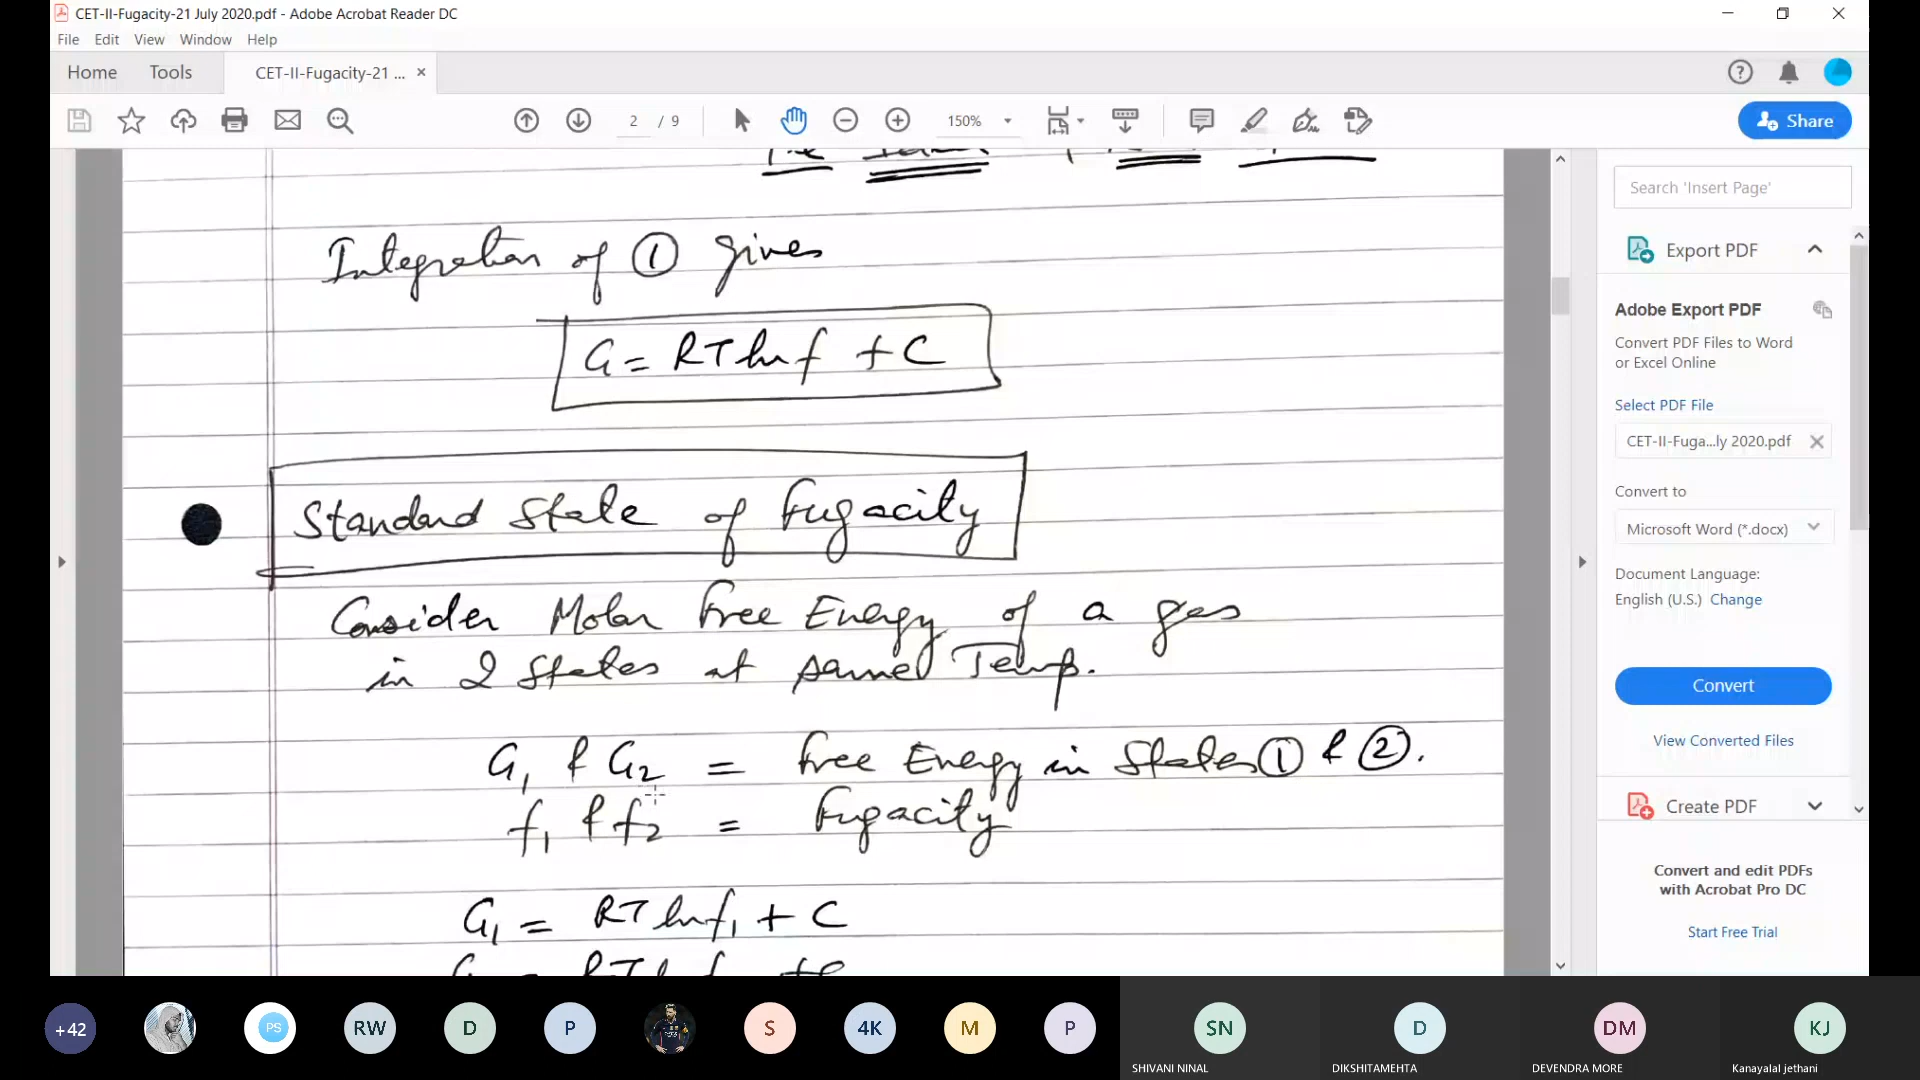 CET-II-Fugacity-21 July 2020.pdf - Adobe Acrobat Reader DC
File Edit View Window Help
Home Tools CET-II-Fugacity-21 ... ×
2 / 9 150% Share
Integration of ① gives
G = RT ln f + C
Standard State of Fugacity
Consider Molar Free Energy of a gas
in 2 States at same Temp.
G₁ & G₂ = Free Energy in States ① & ②.
f₁ & f₂ = Fugacity
G₁ = RT ln f₁ + C
Search 'Insert Page'
Export PDF
Adobe Export PDF
Convert PDF Files to Word
or Excel Online
Select PDF File
CET-II-Fuga...ly 2020.pdf
Convert to
Microsoft Word (*.docx)
Document Language:
English (U.S.) Change
Convert
View Converted Files
Create PDF
Convert and edit PDFs
with Acrobat Pro DC
Start Free Trial
+42 PS RW D P S 4K M P SN D DM KJ
SHIVANI NINAL DIKSHITAMEHTA DEVENDRA MORE Kanayalal jethani